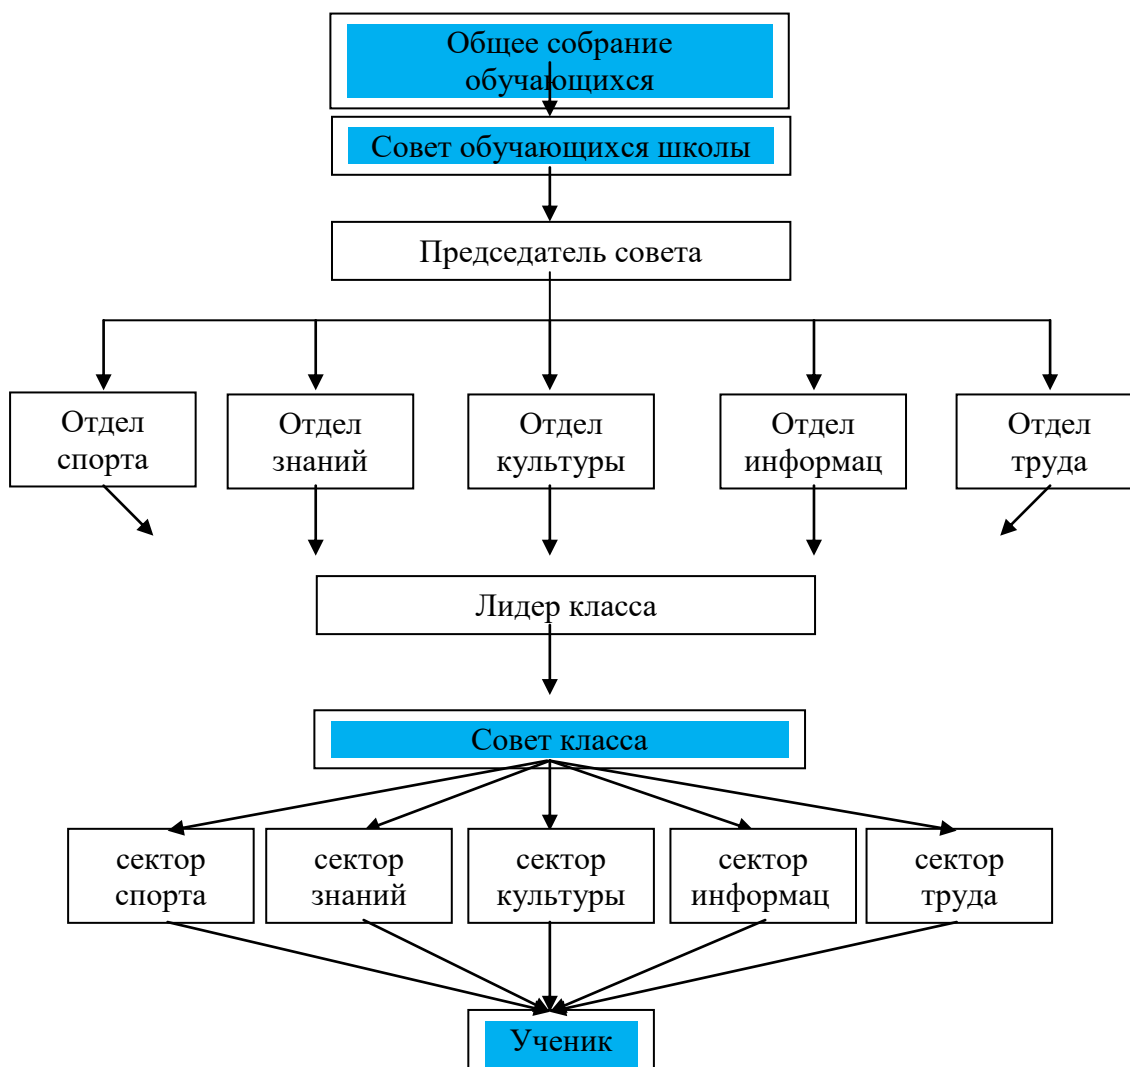 Общее собрание
обучающихся
Совет обучающихся школы
Председатель совета
Отдел
спорта
Отдел
знаний
Отдел
культуры
Отдел
информац
Отдел
труда
Лидер класса
Совет класса
сектор
спорта
сектор
знаний
сектор
культуры
сектор
информац
сектор
труда
Ученик